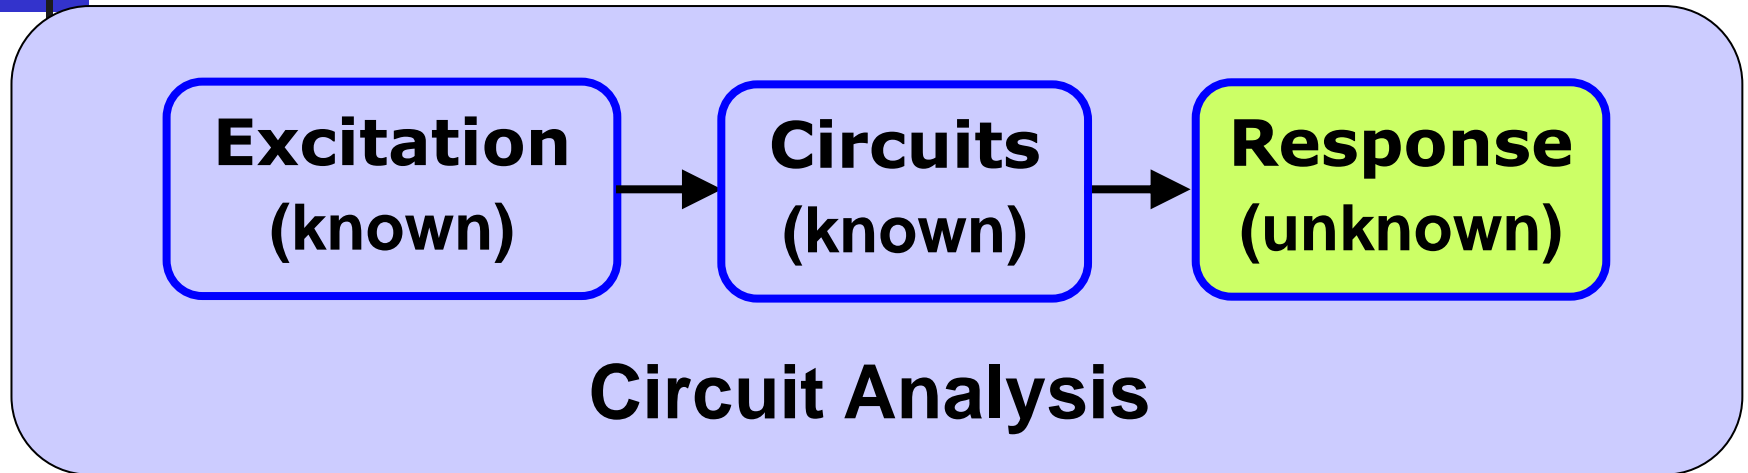 Excitation
(known)
Circuits
(known)
Response
(unknown)
Circuit Analysis